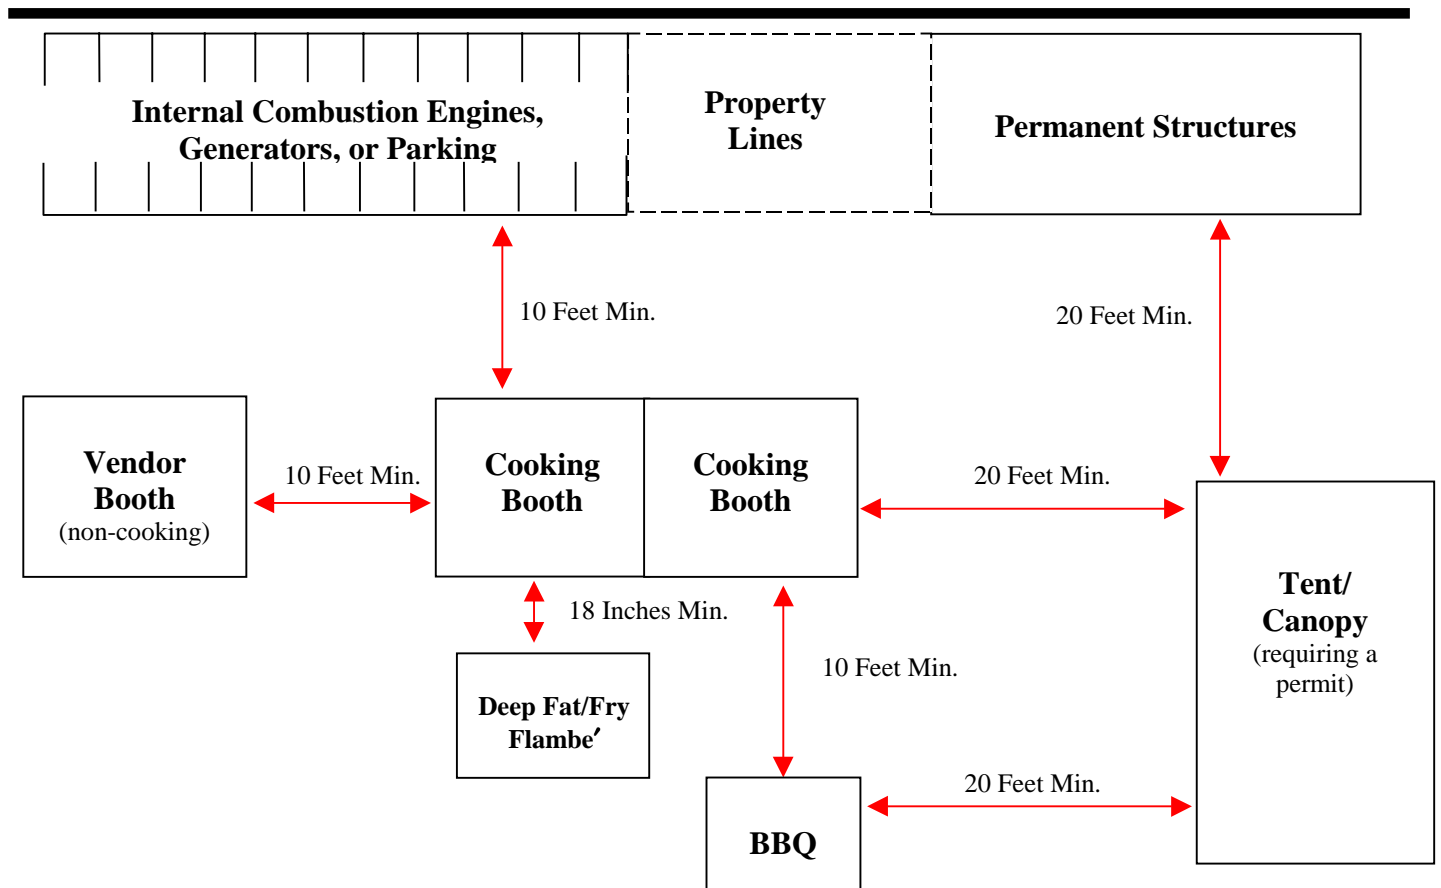 Internal Combustion Engines,
Generators, or Parking
Property
Lines
Permanent Structures
10 Feet Min.
20 Feet Min.
Vendor
Booth
(non-cooking)
10 Feet Min.
Cooking
Booth
Cooking
Booth
20 Feet Min.
18 Inches Min.
10 Feet Min.
Tent/
Canopy
(requiring a
permit)
Deep Fat/Fry
Flambe′
20 Feet Min.
BBQ